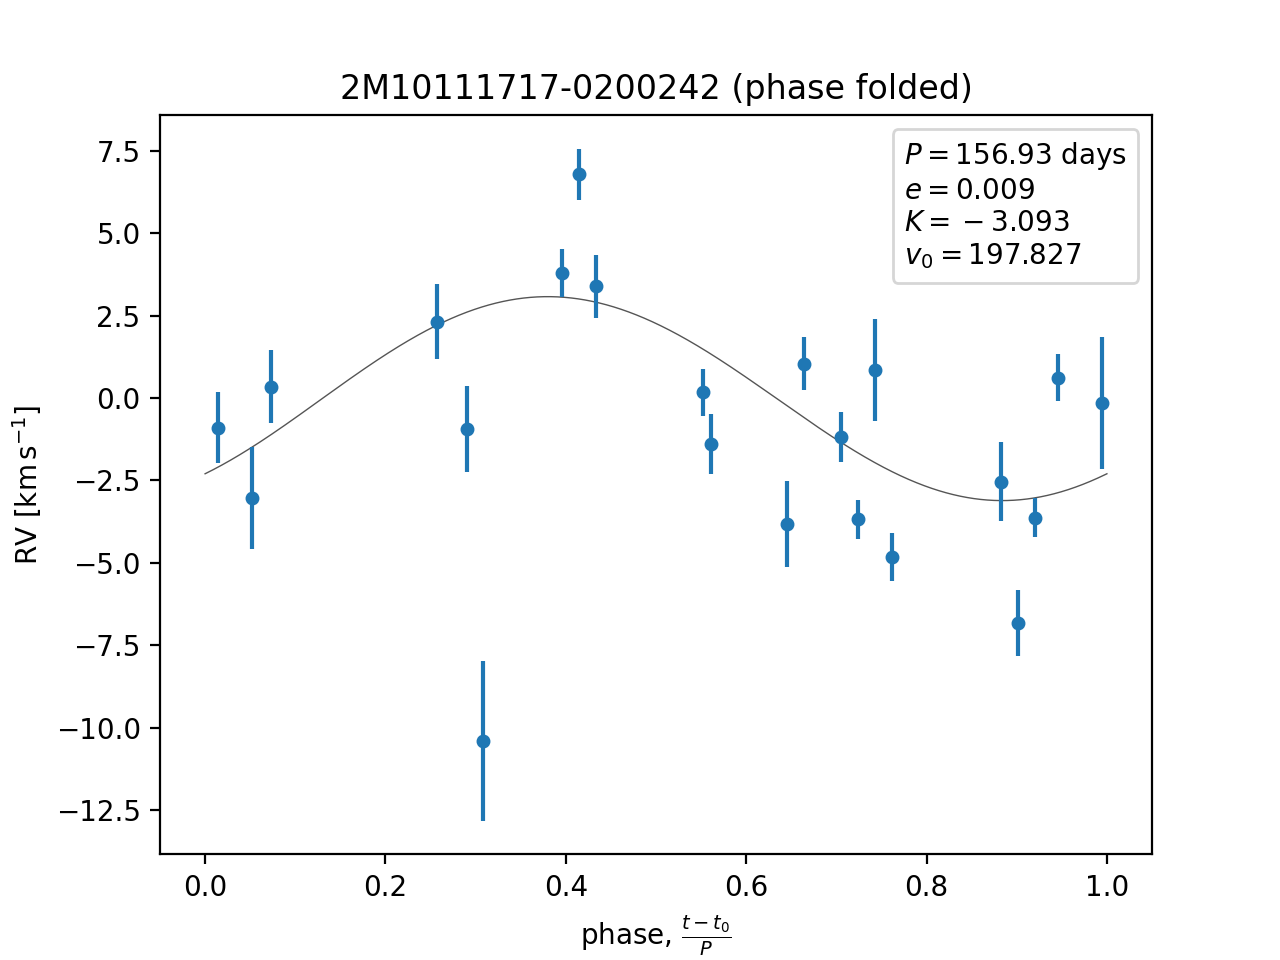 2M10111717-0200242 (phase folded)
P = 156.93 days
e = 0.009
K = −3.093
v₀ = 197.827
7.5
5.0
2.5
0.0
−2.5
−5.0
−7.5
−10.0
−12.5
RV [km s⁻¹]
0.0 0.2 0.4 0.6 0.8 1.0
phase, (t − t₀)/P